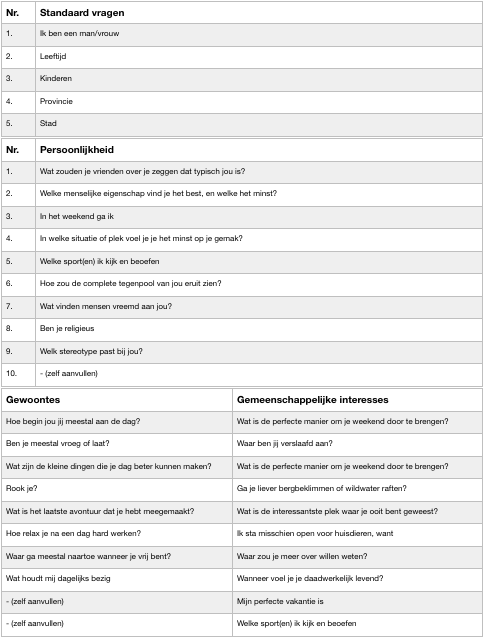 Nr. Standaard vragen
1. Ik ben een man/vrouw
2. Leeftijd
3. Kinderen
4. Provincie
5. Stad
Nr. Persoonlijkheid
1. Wat zouden je vrienden over je zeggen dat typisch jou is?
2. Welke menselijke eigenschap vind je het best, en welke het minst?
3. In het weekend ga ik
4. In welke situatie of plek voel je je het minst op je gemak?
5. Welke sport(en) ik kijk en beoefen
6. Hoe zou de complete tegenpool van jou eruit zien?
7. Wat vinden mensen vreemd aan jou?
8. Ben je religieus
9. Welk stereotype past bij jou?
10. - (zelf aanvullen)
Gewoontes Gemeenschappelijke interesses
Hoe begin jou jij meestal aan de dag? Wat is de perfecte manier om je weekend door te brengen?
Ben je meestal vroeg of laat? Waar ben jij verslaafd aan?
Wat zijn de kleine dingen die je dag beter kunnen maken? Wat is de perfecte manier om je weekend door te brengen?
Rook je? Ga je liever bergbeklimmen of wildwater raften?
Wat is het laatste avontuur dat je hebt meegemaakt? Wat is de interessantste plek waar je ooit bent geweest?
Hoe relax je na een dag hard werken? Ik sta misschien open voor huisdieren, want
Waar ga meestal naartoe wanneer je vrij bent? Waar zou je meer over willen weten?
Wat houdt mij dagelijks bezig Wanneer voel je je daadwerkelijk levend?
- (zelf aanvullen) Mijn perfecte vakantie is
- (zelf aanvullen) Welke sport(en) ik kijk en beoefen